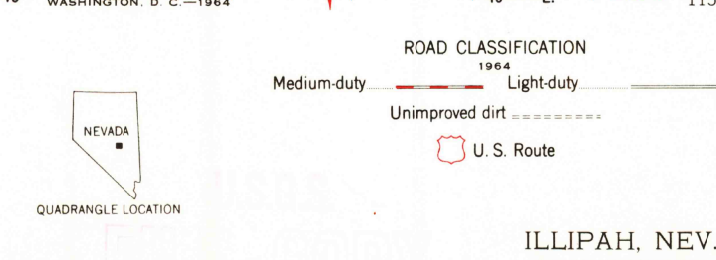 WASHINGTON, D. C.—1964
ROAD CLASSIFICATION
1964
Medium-duty Light-duty
Unimproved dirt
U. S. Route
NEVADA
QUADRANGLE LOCATION
ILLIPAH, NEV.